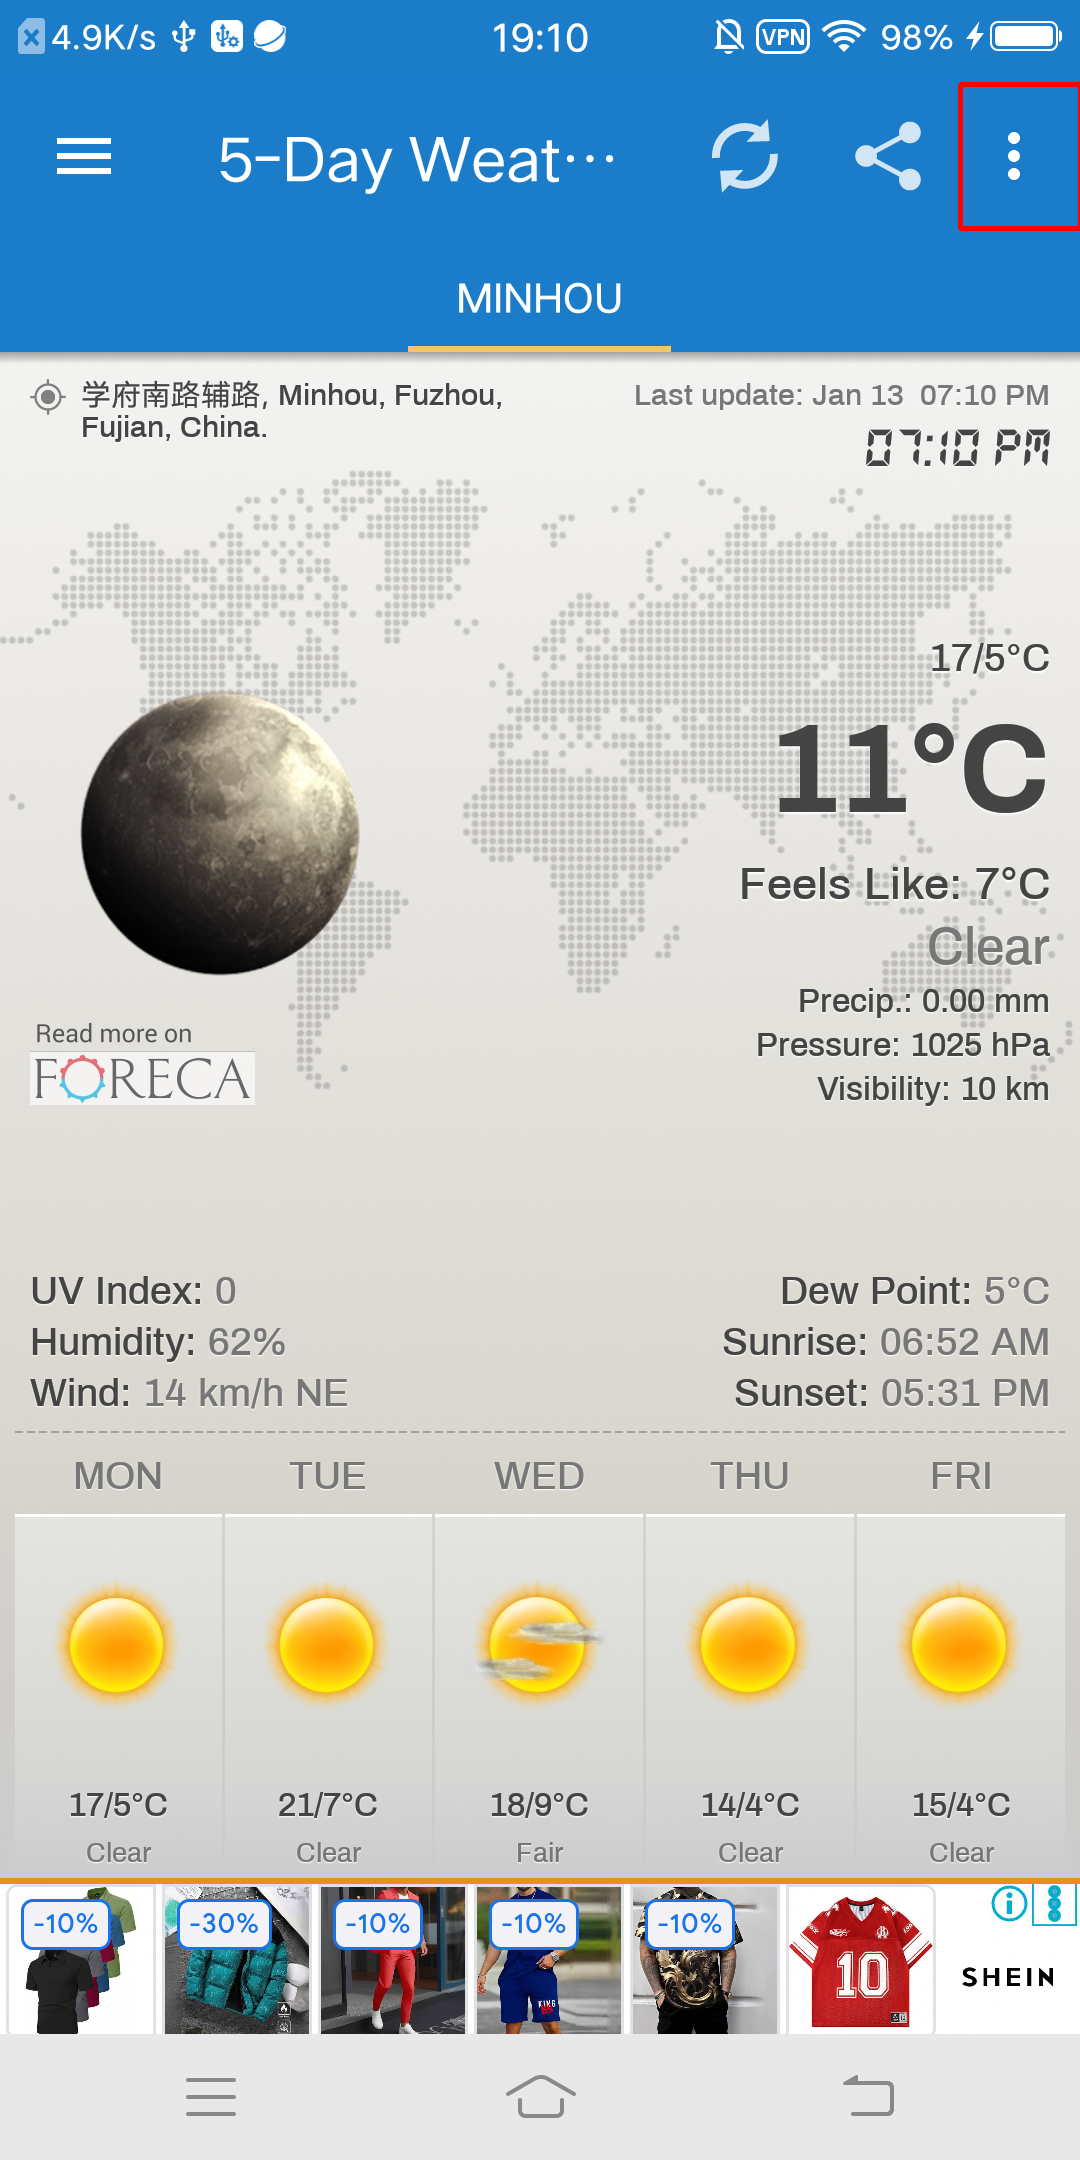 4.9K/s 19:10 VPN 98%
5-Day Weat...
MINHOU
学府南路辅路, Minhou, Fuzhou,
Fujian, China.
Last update: Jan 13 07:10 PM
07:10 PM
17/5°C
11°C
Feels Like: 7°C
Clear
Precip.: 0.00 mm
Pressure: 1025 hPa
Visibility: 10 km
Read more on
FORECA
UV Index: 0
Humidity: 62%
Wind: 14 km/h NE
Dew Point: 5°C
Sunrise: 06:52 AM
Sunset: 05:31 PM
MON TUE WED THU FRI
17/5°C 21/7°C 18/9°C 14/4°C 15/4°C
Clear Clear Fair Clear Clear
-10% -30% -10% -10% -10%
KING
10
SHEIN